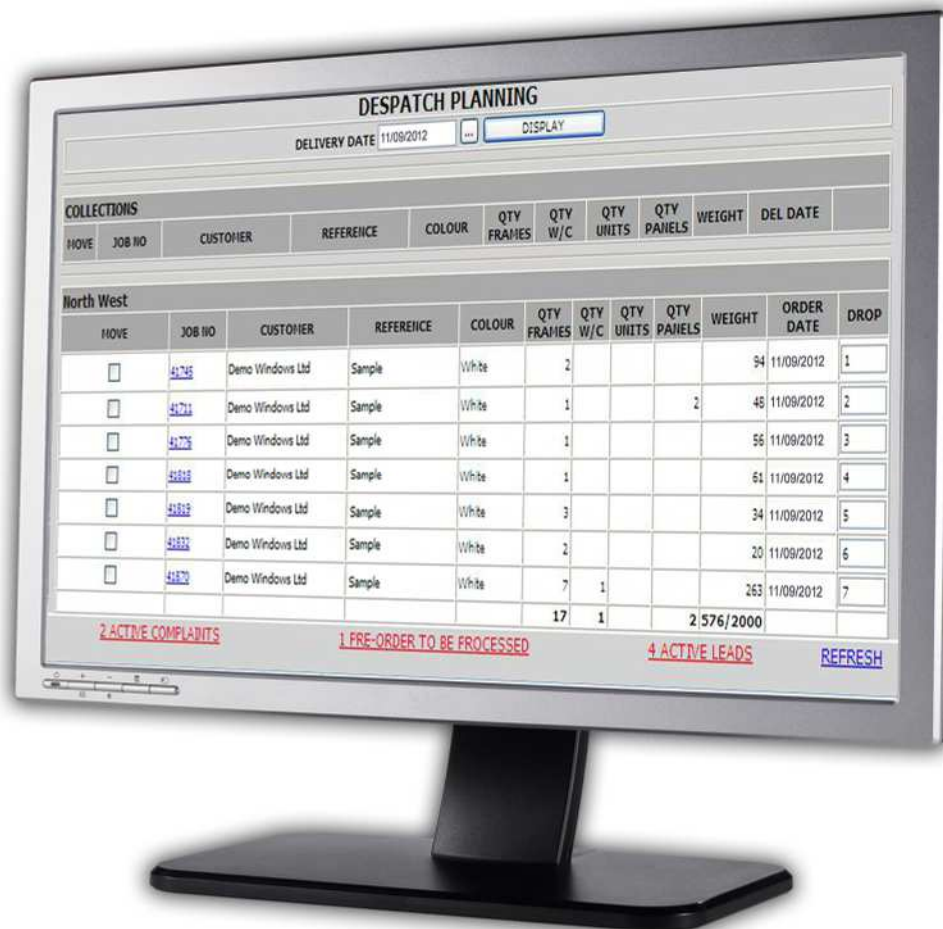 DESPATCH PLANNING
DELIVERY DATE 11/09/2012 ... DISPLAY
COLLECTIONS
MOVE JOB NO CUSTOMER REFERENCE COLOUR QTY FRAMES QTY W/C QTY UNITS QTY PANELS WEIGHT DEL DATE
North West
MOVE JOB NO CUSTOMER REFERENCE COLOUR QTY FRAMES QTY W/C QTY UNITS QTY PANELS WEIGHT ORDER DATE DROP
41745 Demo Windows Ltd Sample White 2 94 11/09/2012 1
41711 Demo Windows Ltd Sample White 1 2 48 11/09/2012 2
41776 Demo Windows Ltd Sample White 1 56 11/09/2012 3
41818 Demo Windows Ltd Sample White 1 61 11/09/2012 4
41819 Demo Windows Ltd Sample White 3 34 11/09/2012 5
41832 Demo Windows Ltd Sample White 2 20 11/09/2012 6
41870 Demo Windows Ltd Sample White 7 1 263 11/09/2012 7
17 1 2 576/2000
2 ACTIVE COMPLAINTS 1 PRE-ORDER TO BE PROCESSED 4 ACTIVE LEADS REFRESH